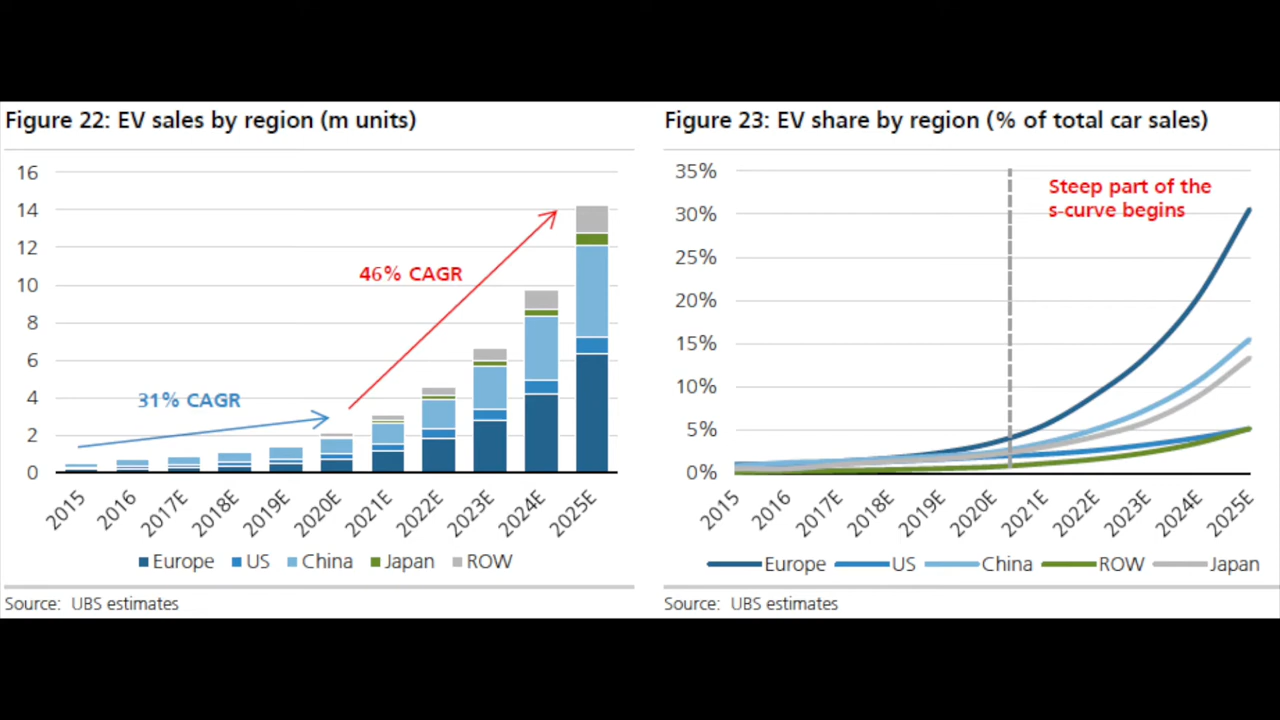 Figure 22: EV sales by region (m units)
16
14
12
10
8
6
4
2
0
46% CAGR
31% CAGR
2015
2016
2017E
2018E
2019E
2020E
2021E
2022E
2023E
2024E
2025E
Europe US China Japan ROW
Source: UBS estimates
Figure 23: EV share by region (% of total car sales)
35%
30%
25%
20%
15%
10%
5%
0%
Steep part of the
s-curve begins
2015
2016
2017E
2018E
2019E
2020E
2021E
2022E
2023E
2024E
2025E
Europe US China ROW Japan
Source: UBS estimates